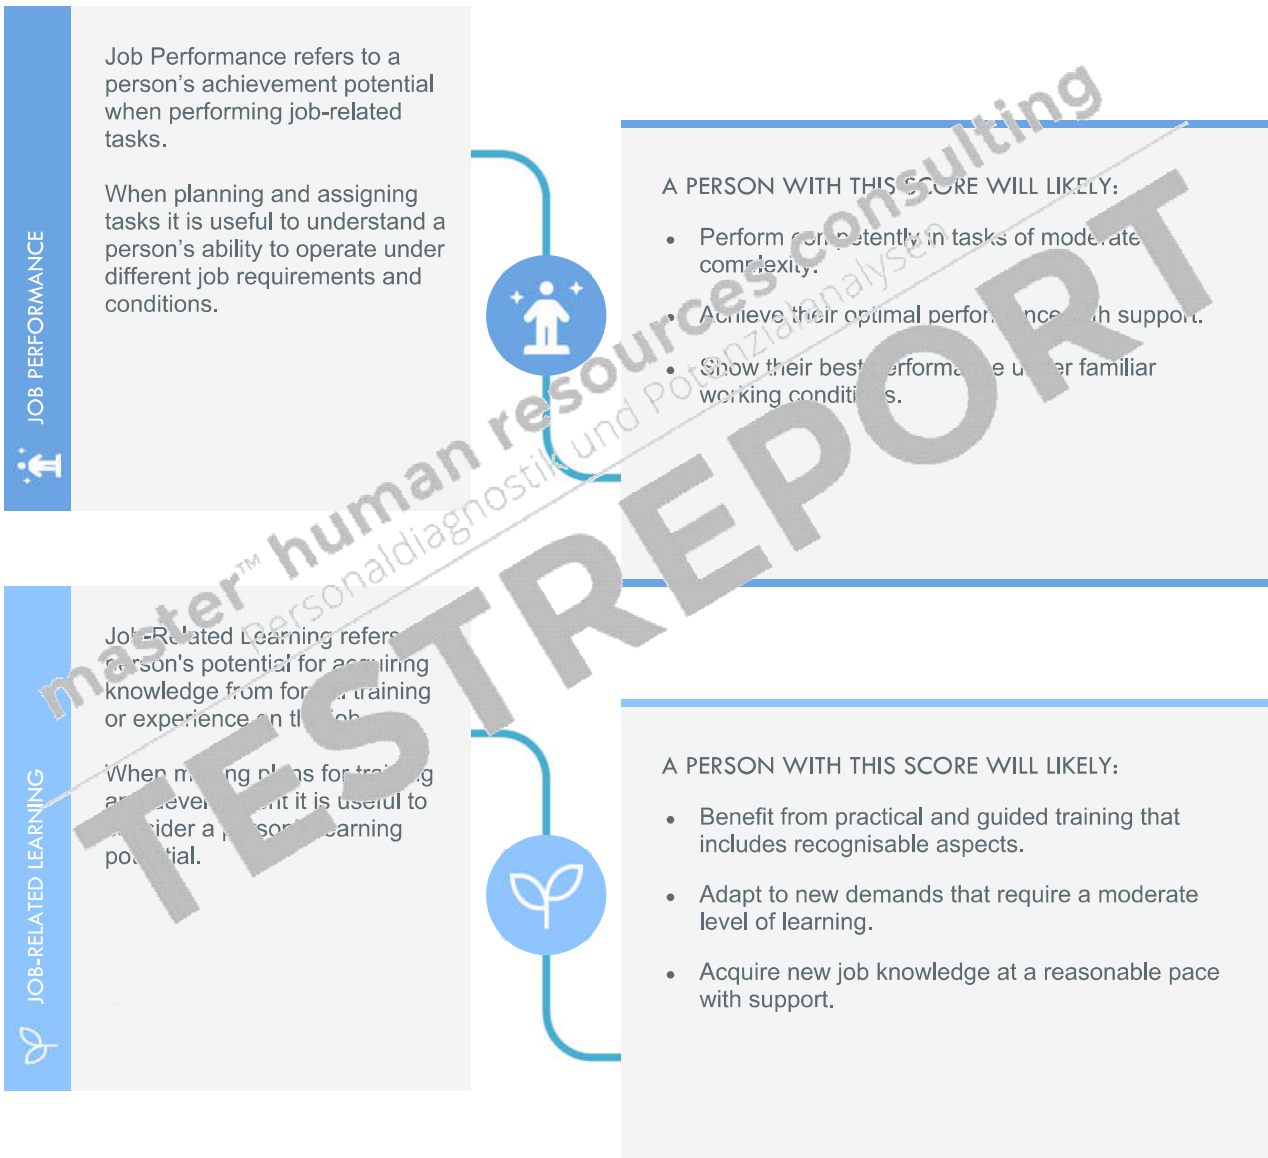 JOB PERFORMANCE
Job Performance refers to a
person's achievement potential
when performing job-related
tasks.
When planning and assigning
tasks it is useful to understand a
person's ability to operate under
different job requirements and
conditions.
A PERSON WITH THIS SCORE WILL LIKELY:
Perform competently in tasks of moderate
complexity.
Achieve their optimal performance with support.
Show their best performance under familiar
working conditions.
master™ human resources consulting
Personaldiagnostik und Potenzialanalysen
TESTREPORT
JOB-RELATED LEARNING
Job-Related Learning refers
person's potential for acquiring
knowledge from formal training
or experience on the job.
When making plans for training
and development it is useful to
consider a person's learning
potential.
A PERSON WITH THIS SCORE WILL LIKELY:
Benefit from practical and guided training that
includes recognisable aspects.
Adapt to new demands that require a moderate
level of learning.
Acquire new job knowledge at a reasonable pace
with support.